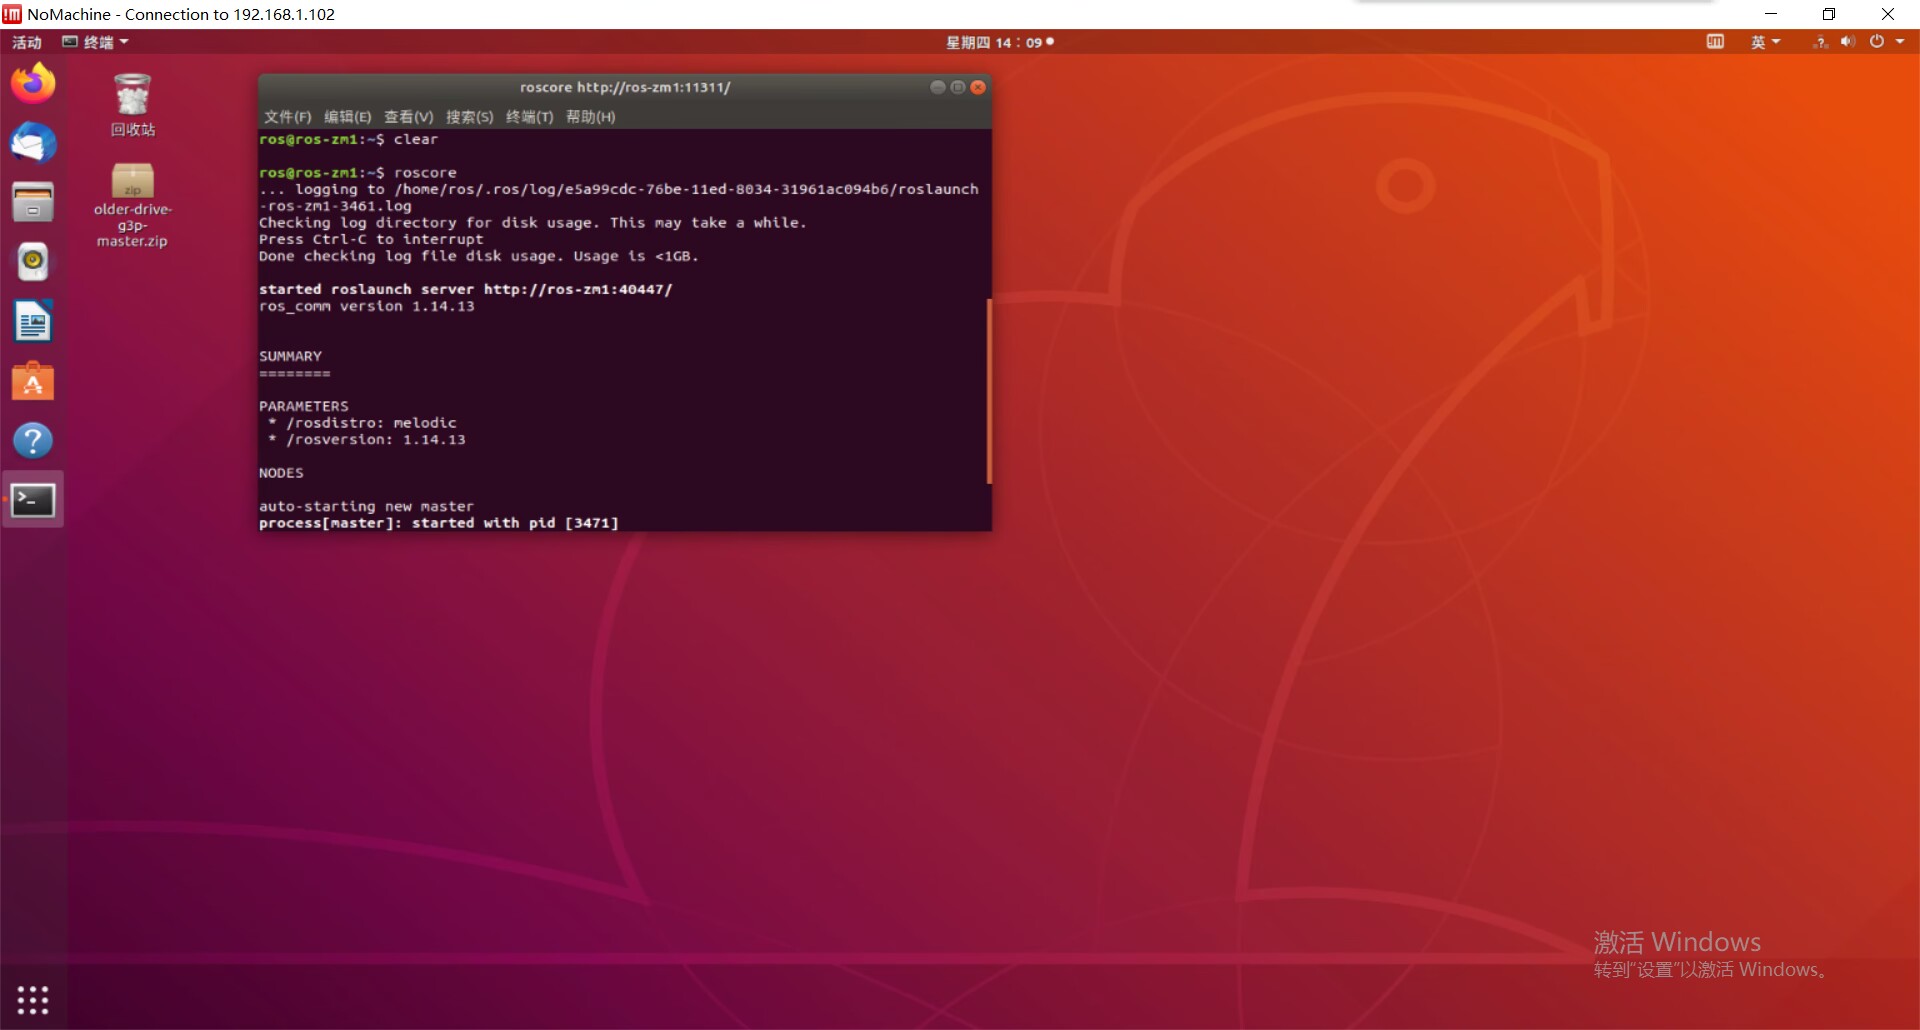 NoMachine - Connection to 192.168.1.102
活动 终端 星期四 14：09 英
回收站
zip
older-drive-
g3p-
master.zip
roscore http://ros-zm1:11311/
文件(F) 编辑(E) 查看(V) 搜索(S) 终端(T) 帮助(H)
ros@ros-zm1:~$ clear
ros@ros-zm1:~$ roscore
... logging to /home/ros/.ros/log/e5a99cdc-76be-11ed-8034-31961ac094b6/roslaunch
-ros-zm1-3461.log
Checking log directory for disk usage. This may take a while.
Press Ctrl-C to interrupt
Done checking log file disk usage. Usage is <1GB.
started roslaunch server http://ros-zm1:40447/
ros_comm version 1.14.13
SUMMARY
========
PARAMETERS
* /rosdistro: melodic
* /rosversion: 1.14.13
NODES
auto-starting new master
process[master]: started with pid [3471]
激活 Windows
转到"设置"以激活 Windows。